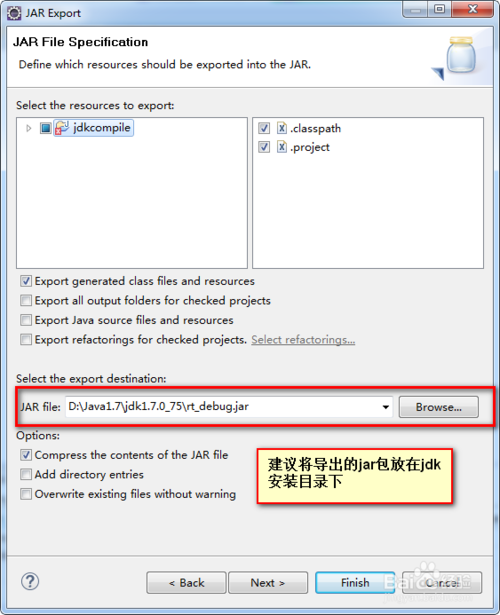 JAR Export
JAR File Specification
Define which resources should be exported into the JAR.
Select the resources to export:
jdkcompile
.classpath
.project
Export generated class files and resources
Export all output folders for checked projects
Export Java source files and resources
Export refactorings for checked projects. Select refactorings...
Select the export destination:
JAR file: D:\Java1.7\jdk1.7.0_75\rt_debug.jar Browse...
Options:
Compress the contents of the JAR file
Add directory entries
Overwrite existing files without warning
建议将导出的jar包放在jdk
安装目录下
< Back Next > Finish Cancel
Bai 经验